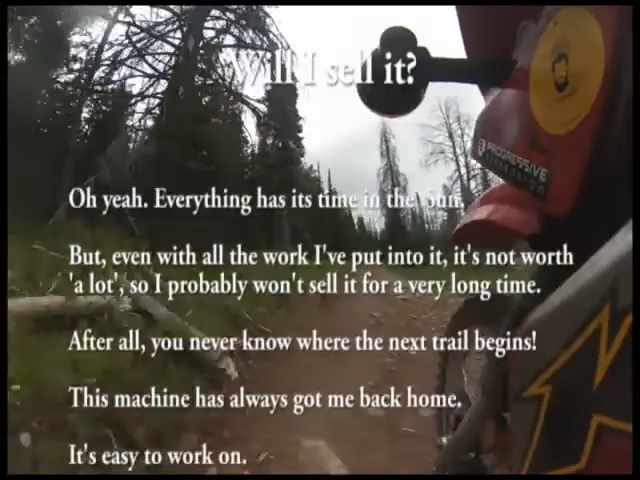 Will I sell it?
Oh yeah. Everything has its time in the Sun.
But, even with all the work I've put into it, it's not worth
'a lot', so I probably won't sell it for a very long time.
After all, you never know where the next trail begins!
This machine has always got me back home.
It's easy to work on.
PROGRESSIVE
SUSPENSION